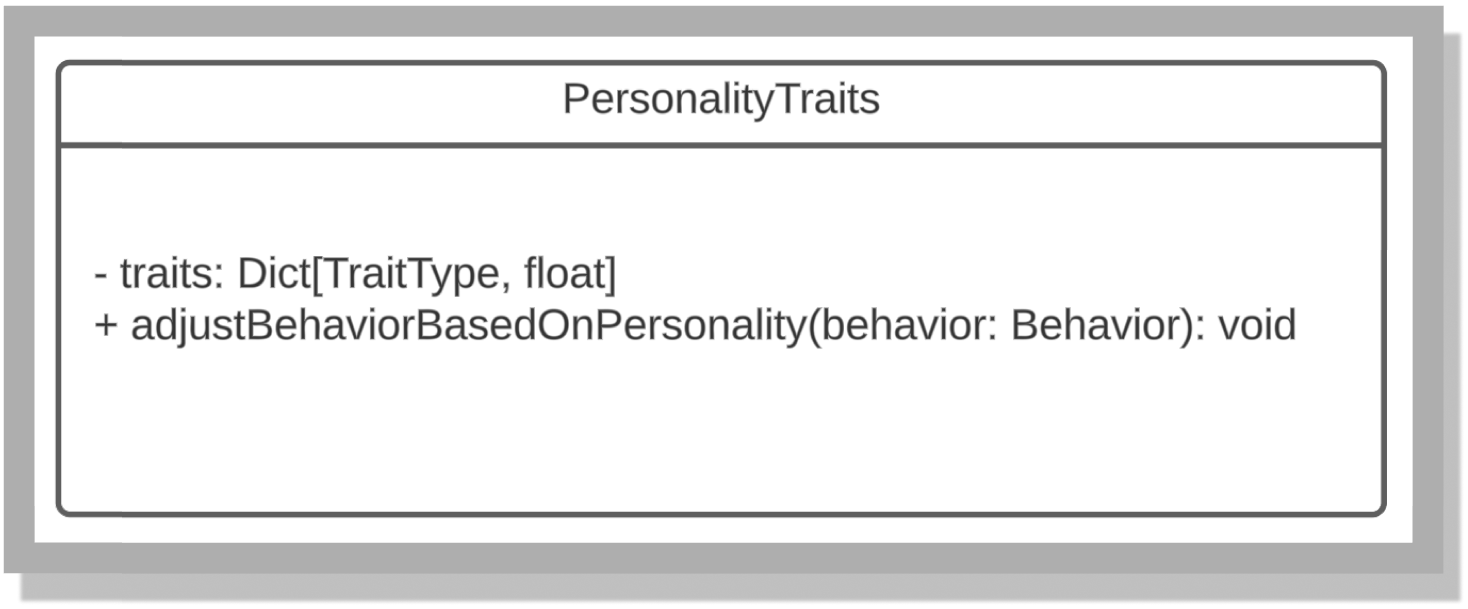 PersonalityTraits
- traits: Dict[TraitType, float]
+ adjustBehaviorBasedOnPersonality(behavior: Behavior): void